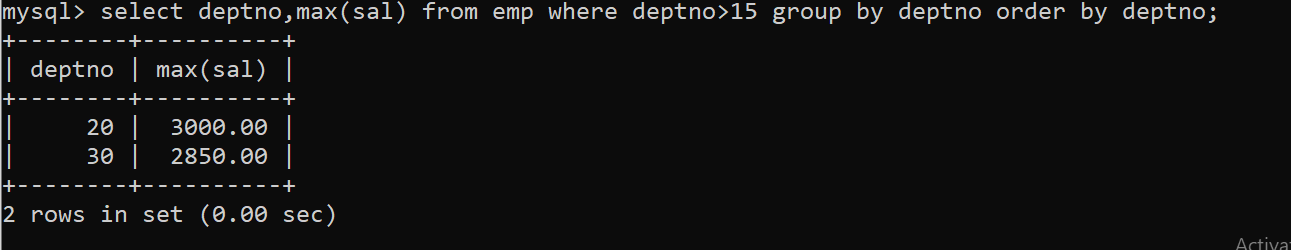 mysql> select deptno,max(sal) from emp where deptno>15 group by deptno order by deptno;
+--------+----------+
| deptno | max(sal) |
+--------+----------+
|     20 |  3000.00 |
|     30 |  2850.00 |
+--------+----------+
2 rows in set (0.00 sec)